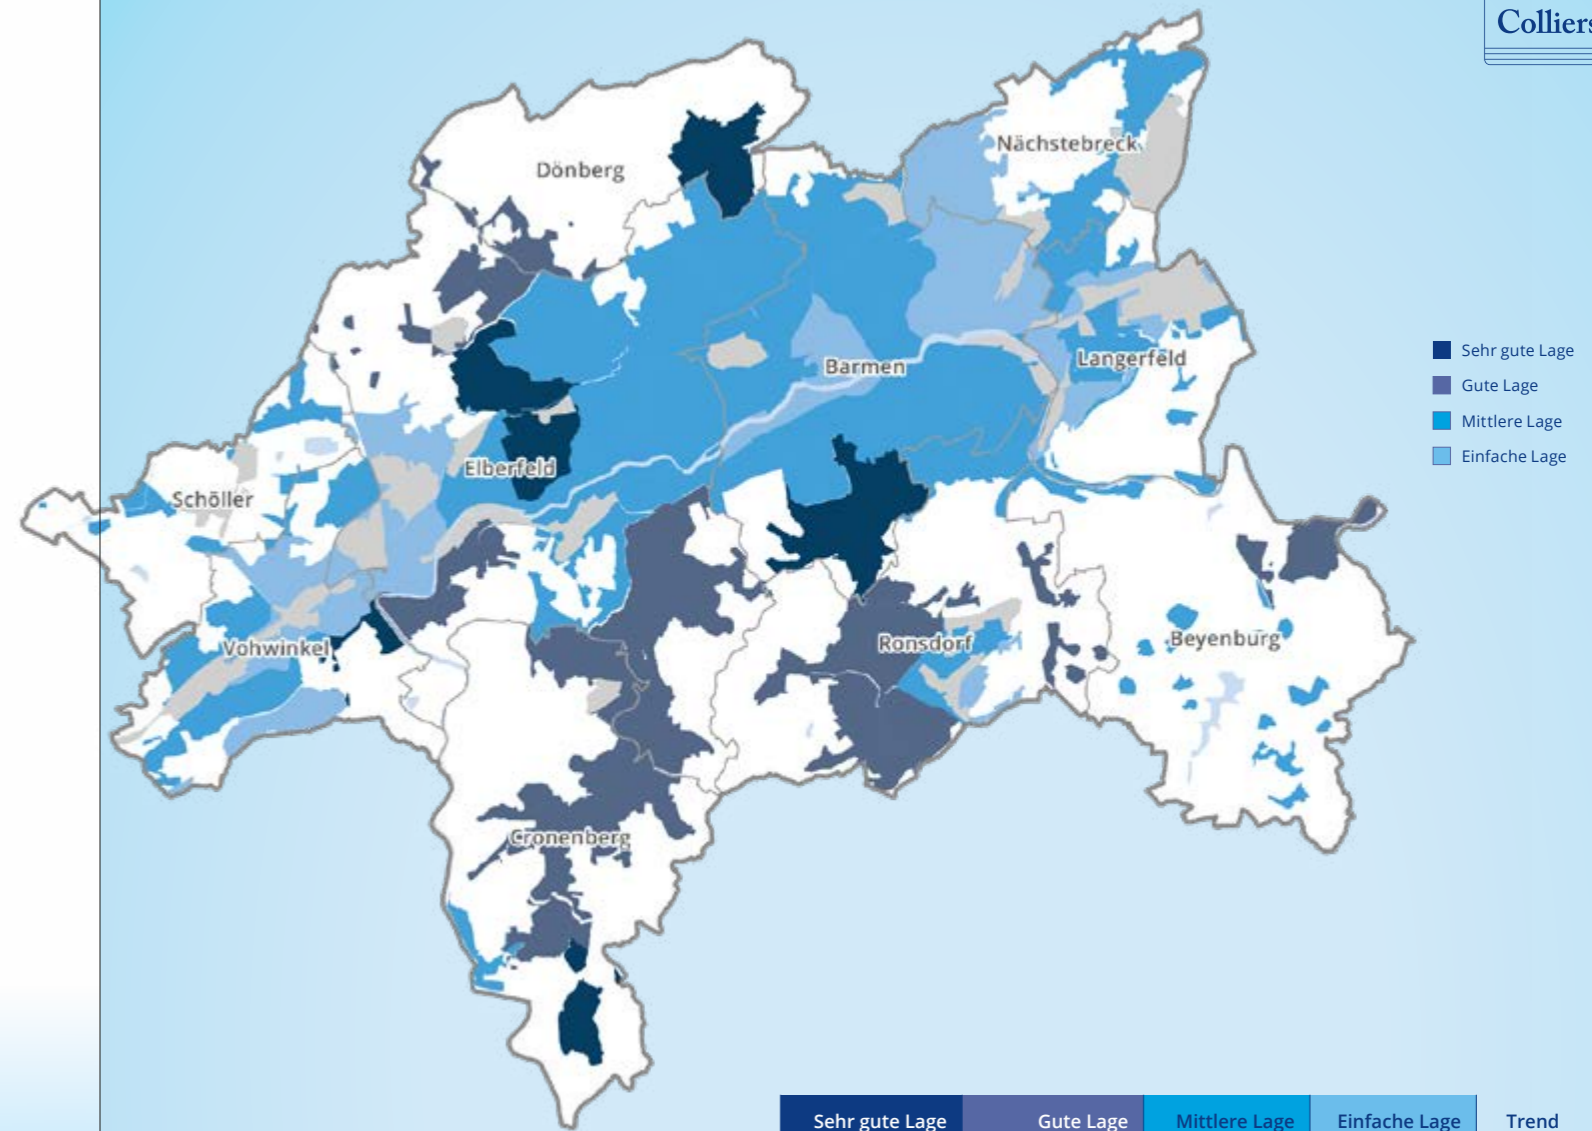 Colliers
Nächstebreck
Dönberg
Barmen
Langerfeld
Sehr gute Lage
Gute Lage
Mittlere Lage
Einfache Lage
Elberfeld
Schöller
Vohwinkel
Ronsdorf
Beyenburg
Cronenberg
Sehr gute Lage Gute Lage Mittlere Lage Einfache Lage Trend